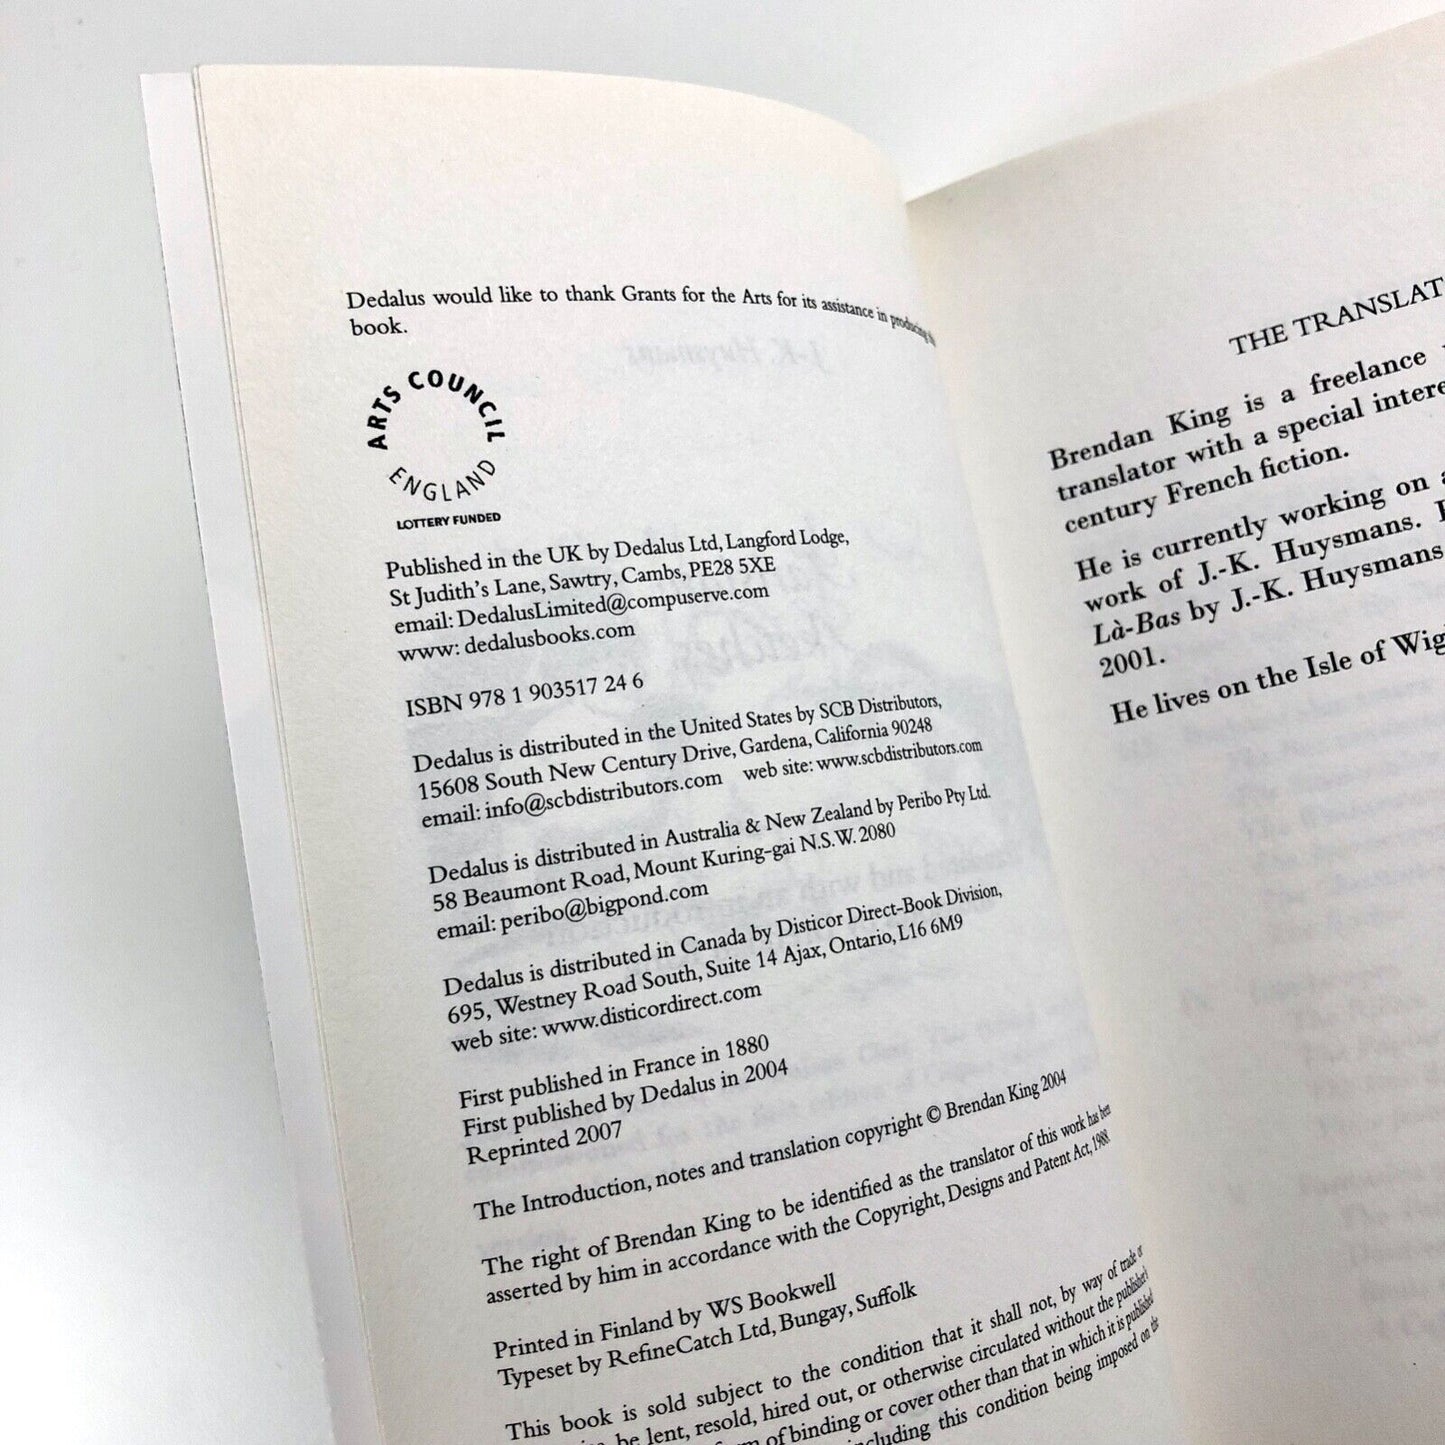 Dedalus would like to thank Grants for the Arts for its assistance in producing
book.
ARTS COUNCIL
ENGLAND
LOTTERY FUNDED
Published in the UK by Dedalus Ltd, Langford Lodge,
St Judith's Lane, Sawtry, Cambs, PE28 5XE
email: DedalusLimited@compuserve.com
www: dedalusbooks.com
ISBN 978 1 903517 24 6
Dedalus is distributed in the United States by SCB Distributors,
15608 South New Century Drive, Gardena, California 90248
email: info@scbdistributors.com web site: www.scbdistributors.com
Dedalus is distributed in Australia & New Zealand by Peribo Pty Ltd.
58 Beaumont Road, Mount Kuring-gai N.S.W. 2080
email: peribo@bigpond.com
Dedalus is distributed in Canada by Disticor Direct-Book Division,
695, Westney Road South, Suite 14 Ajax, Ontario, L16 6M9
web site: www.disticordirect.com
First published in France in 1880
First published by Dedalus in 2004
Reprinted 2007
The Introduction, notes and translation copyright © Brendan King 2004
The right of Brendan King to be identified as the translator of this work has been
asserted by him in accordance with the Copyright, Designs and Patent Act, 1988.
Printed in Finland by WS Bookwell
Typeset by RefineCatch Ltd, Bungay, Suffolk
This book is sold subject to the condition that it shall not, by way of trade or
be lent, resold, hired out, or otherwise circulated without the publisher's
of binding or cover other than that in which it is published
including this condition being imposed on the
THE TRANSLAT
Brendan King is a freelance
translator with a special intere
century French fiction.
He is currently working on a
work of J.-K. Huysmans.
Là-Bas by J.-K. Huysmans
2001.
He lives on the Isle of Wig